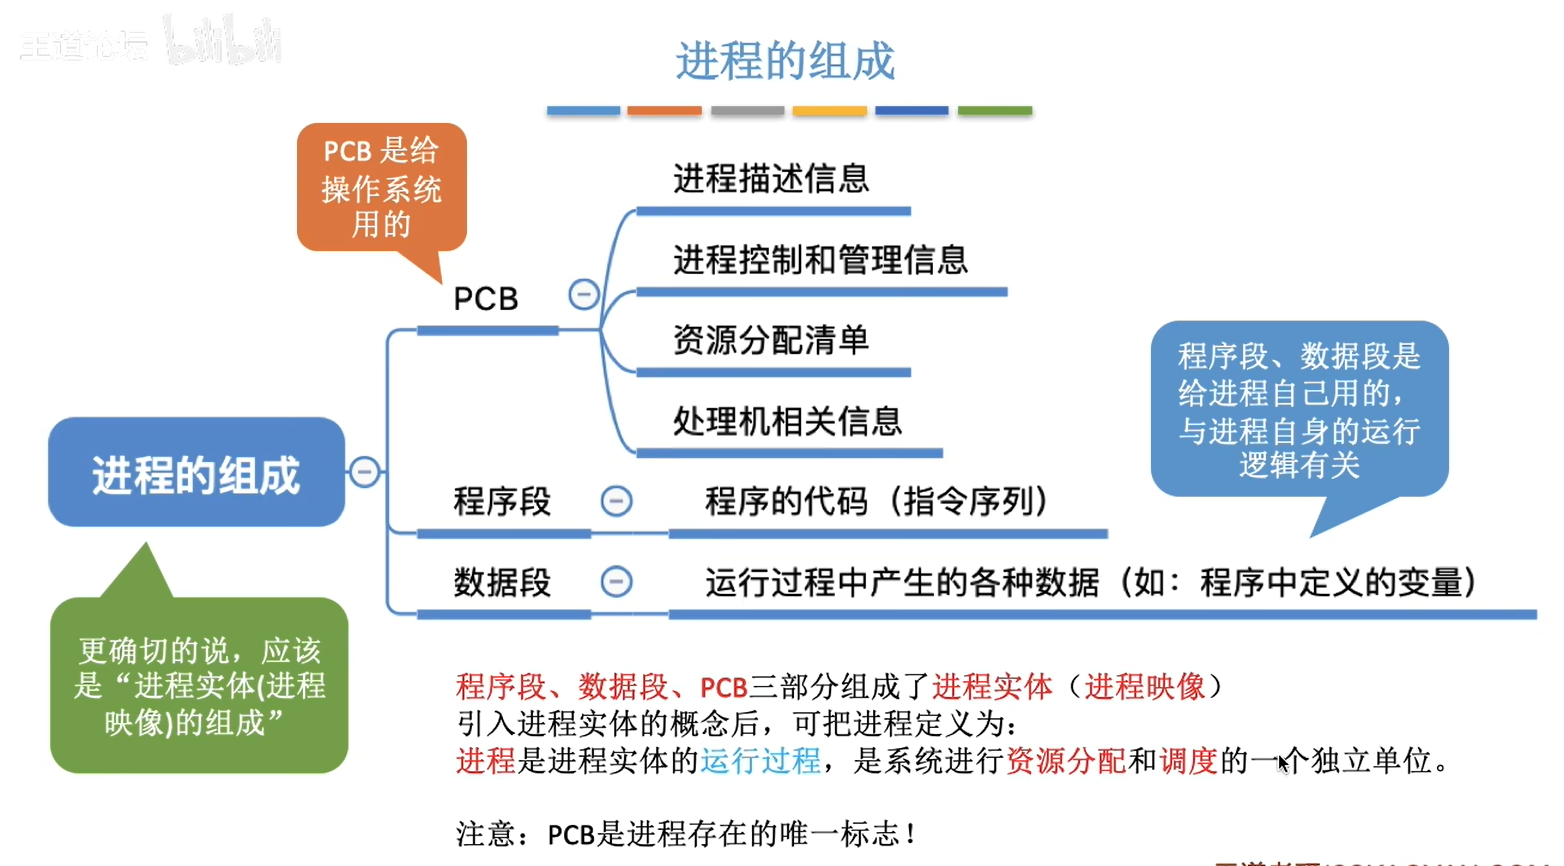 王道论坛 bilibili
进程的组成
PCB 是给
操作系统
用的
进程描述信息
进程控制和管理信息
PCB
资源分配清单
处理机相关信息
程序段、数据段是
给进程自己用的，
与进程自身的运行
逻辑有关
进程的组成
程序段
程序的代码（指令序列）
数据段
运行过程中产生的各种数据（如：程序中定义的变量）
更确切的说，应该
是“进程实体(进程
映像)的组成”
程序段、数据段、PCB三部分组成了进程实体（进程映像）
引入进程实体的概念后，可把进程定义为：
进程是进程实体的运行过程，是系统进行资源分配和调度的一个独立单位。
注意：PCB是进程存在的唯一标志！